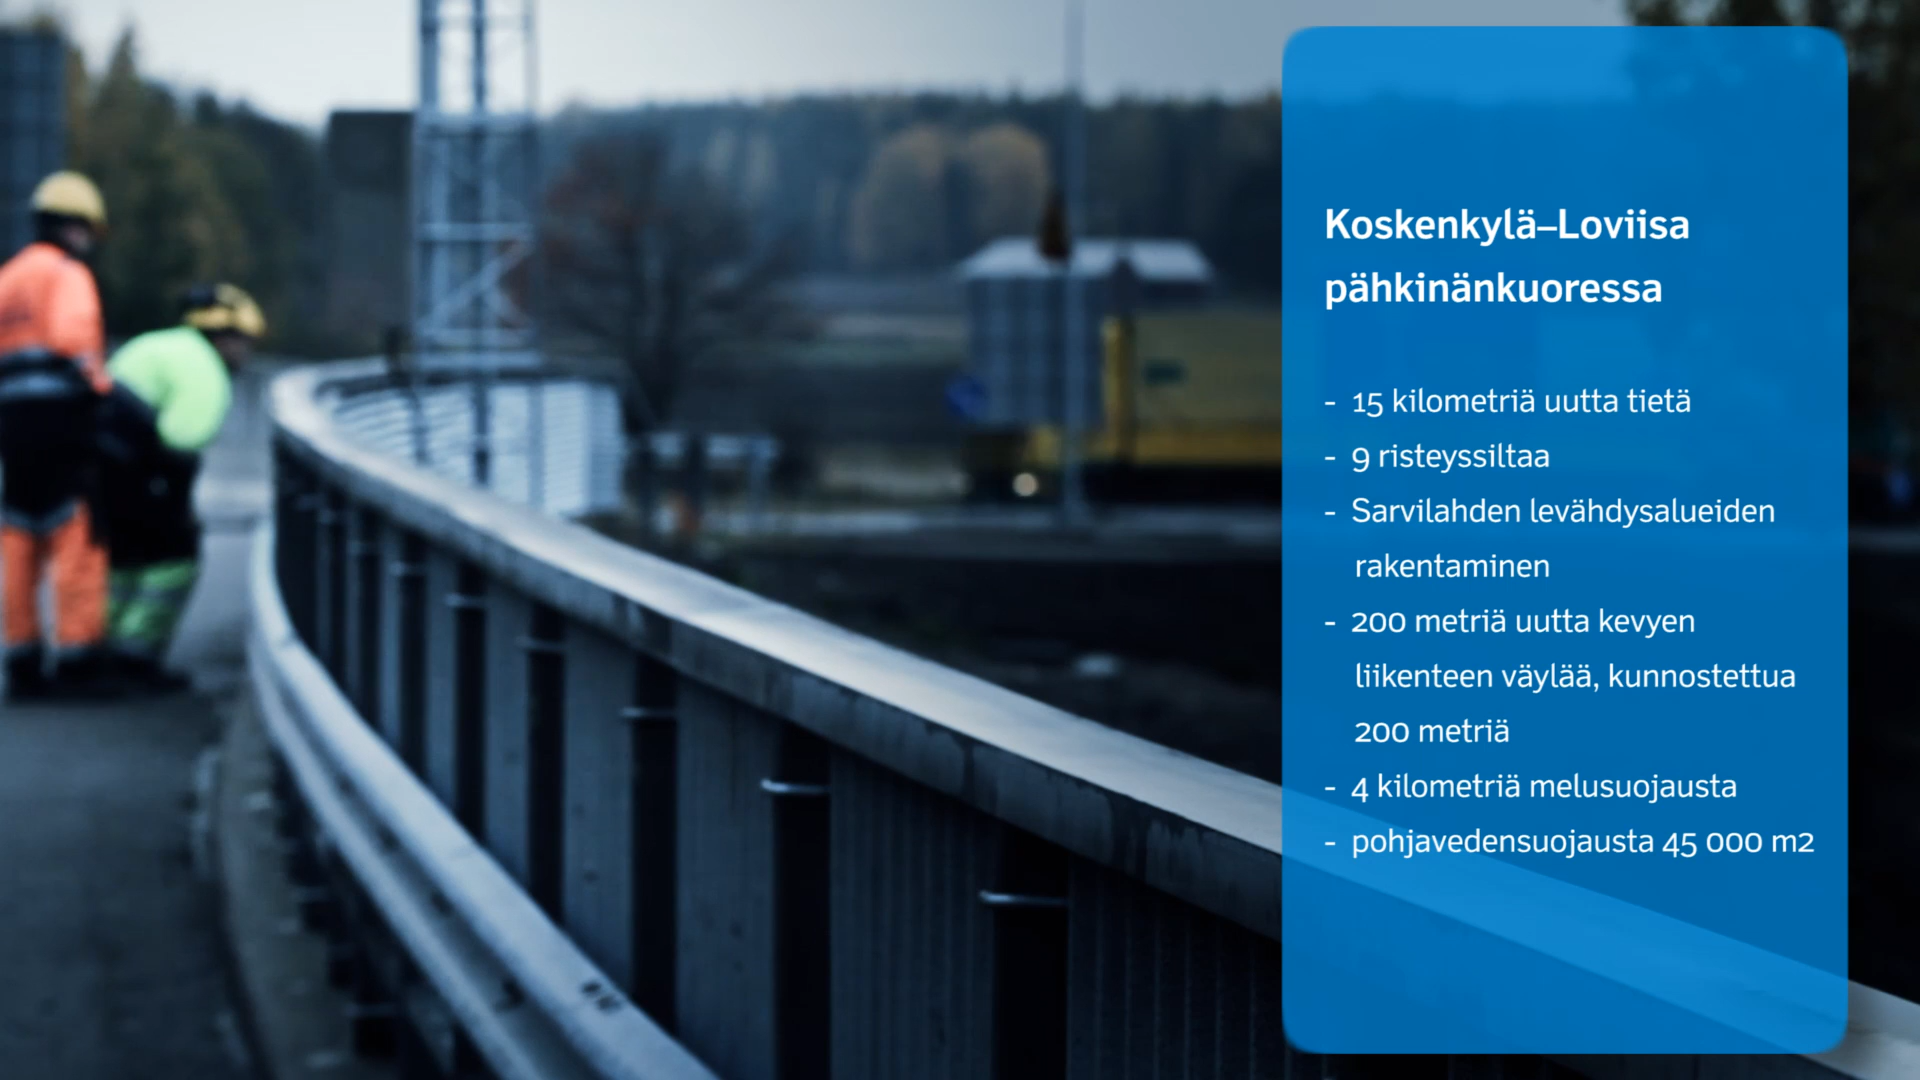 Koskenkylä–Loviisa
pähkinänkuoressa
- 15 kilometriä uutta tietä
- 9 risteyssiltaa
- Sarvilahden levähdysalueiden
rakentaminen
- 200 metriä uutta kevyen
liikenteen väylää, kunnostettua
200 metriä
- 4 kilometriä melusuojausta
- pohjavedensuojausta 45 000 m2